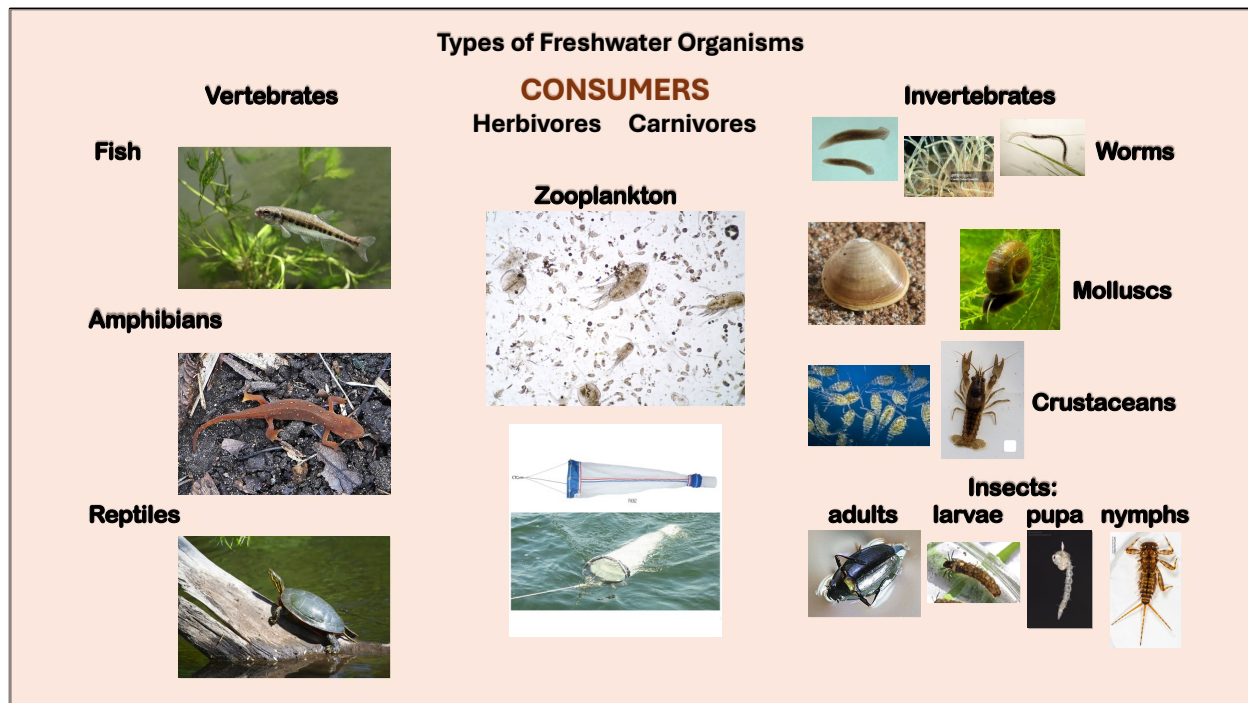 Types of Freshwater Organisms
CONSUMERS
Herbivores Carnivores
Vertebrates
Fish
Amphibians
Reptiles
Zooplankton
Invertebrates
Worms
Molluscs
Crustaceans
Insects:
adults larvae pupa nymphs